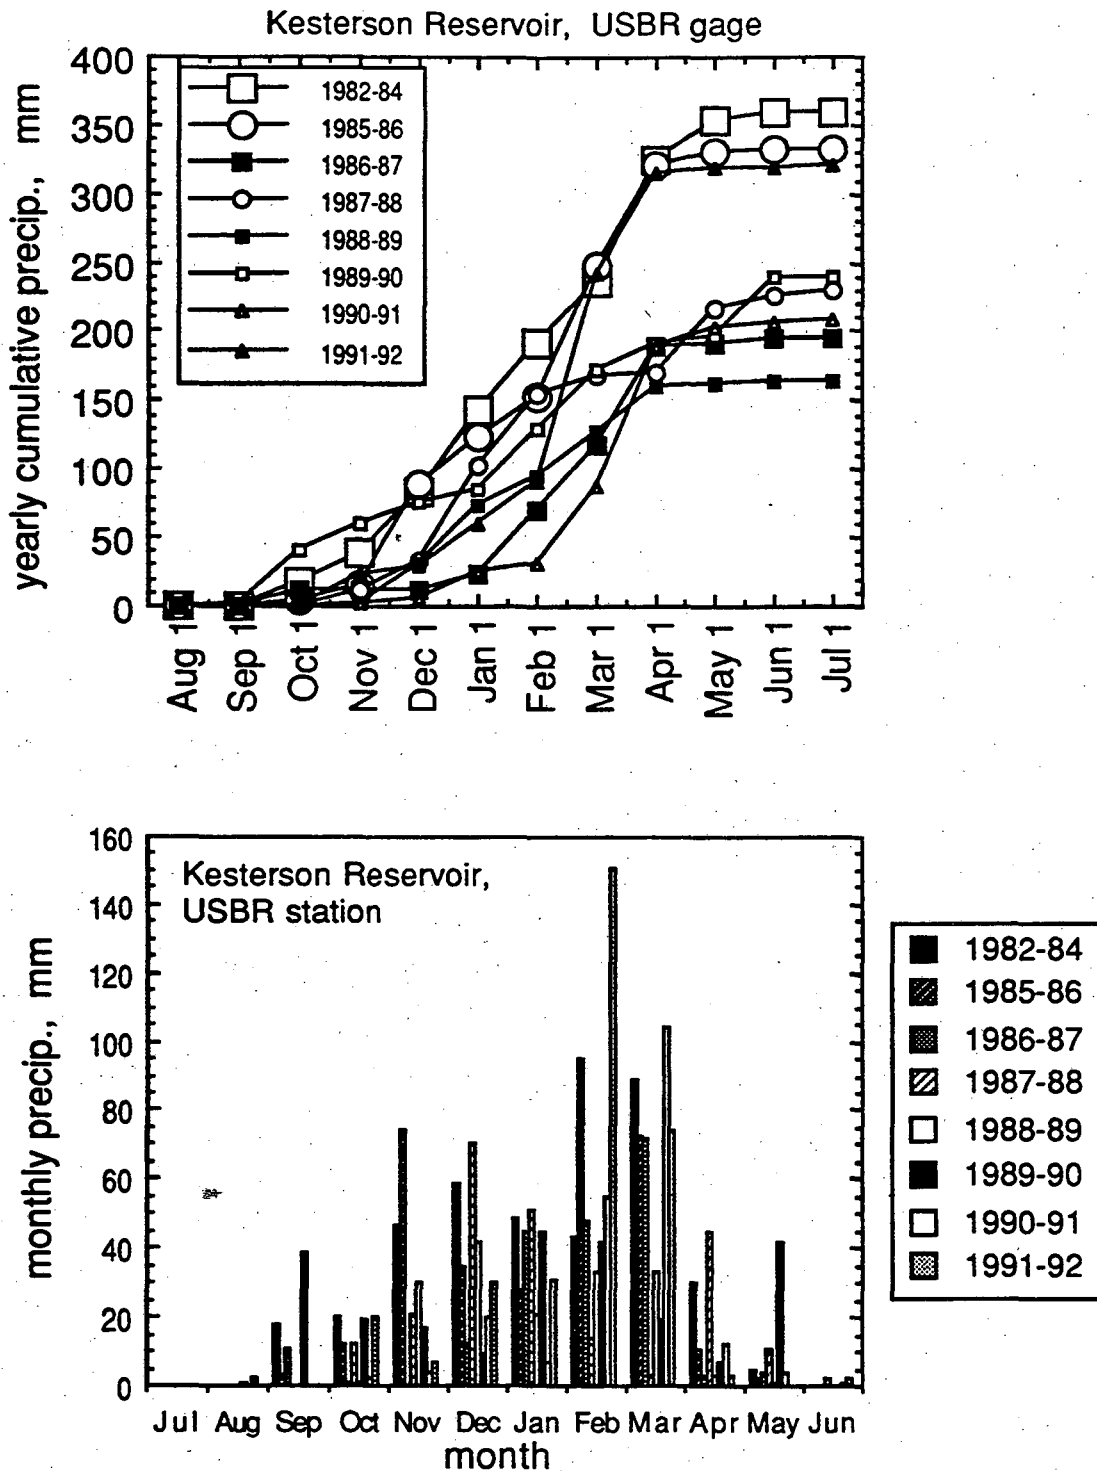 Kesterson Reservoir, USBR gage
yearly cumulative precip., mm
400
350
300
250
200
150
100
50
0
1982-84
1985-86
1986-87
1987-88
1988-89
1989-90
1990-91
1991-92
Aug 1
Sep 1
Oct 1
Nov 1
Dec 1
Jan 1
Feb 1
Mar 1
Apr 1
May 1
Jun 1
Jul 1
Kesterson Reservoir,
USBR station
monthly precip., mm
160
140
120
100
80
60
40
20
0
Jul Aug Sep Oct Nov Dec Jan Feb Mar Apr May Jun
month
1982-84
1985-86
1986-87
1987-88
1988-89
1989-90
1990-91
1991-92